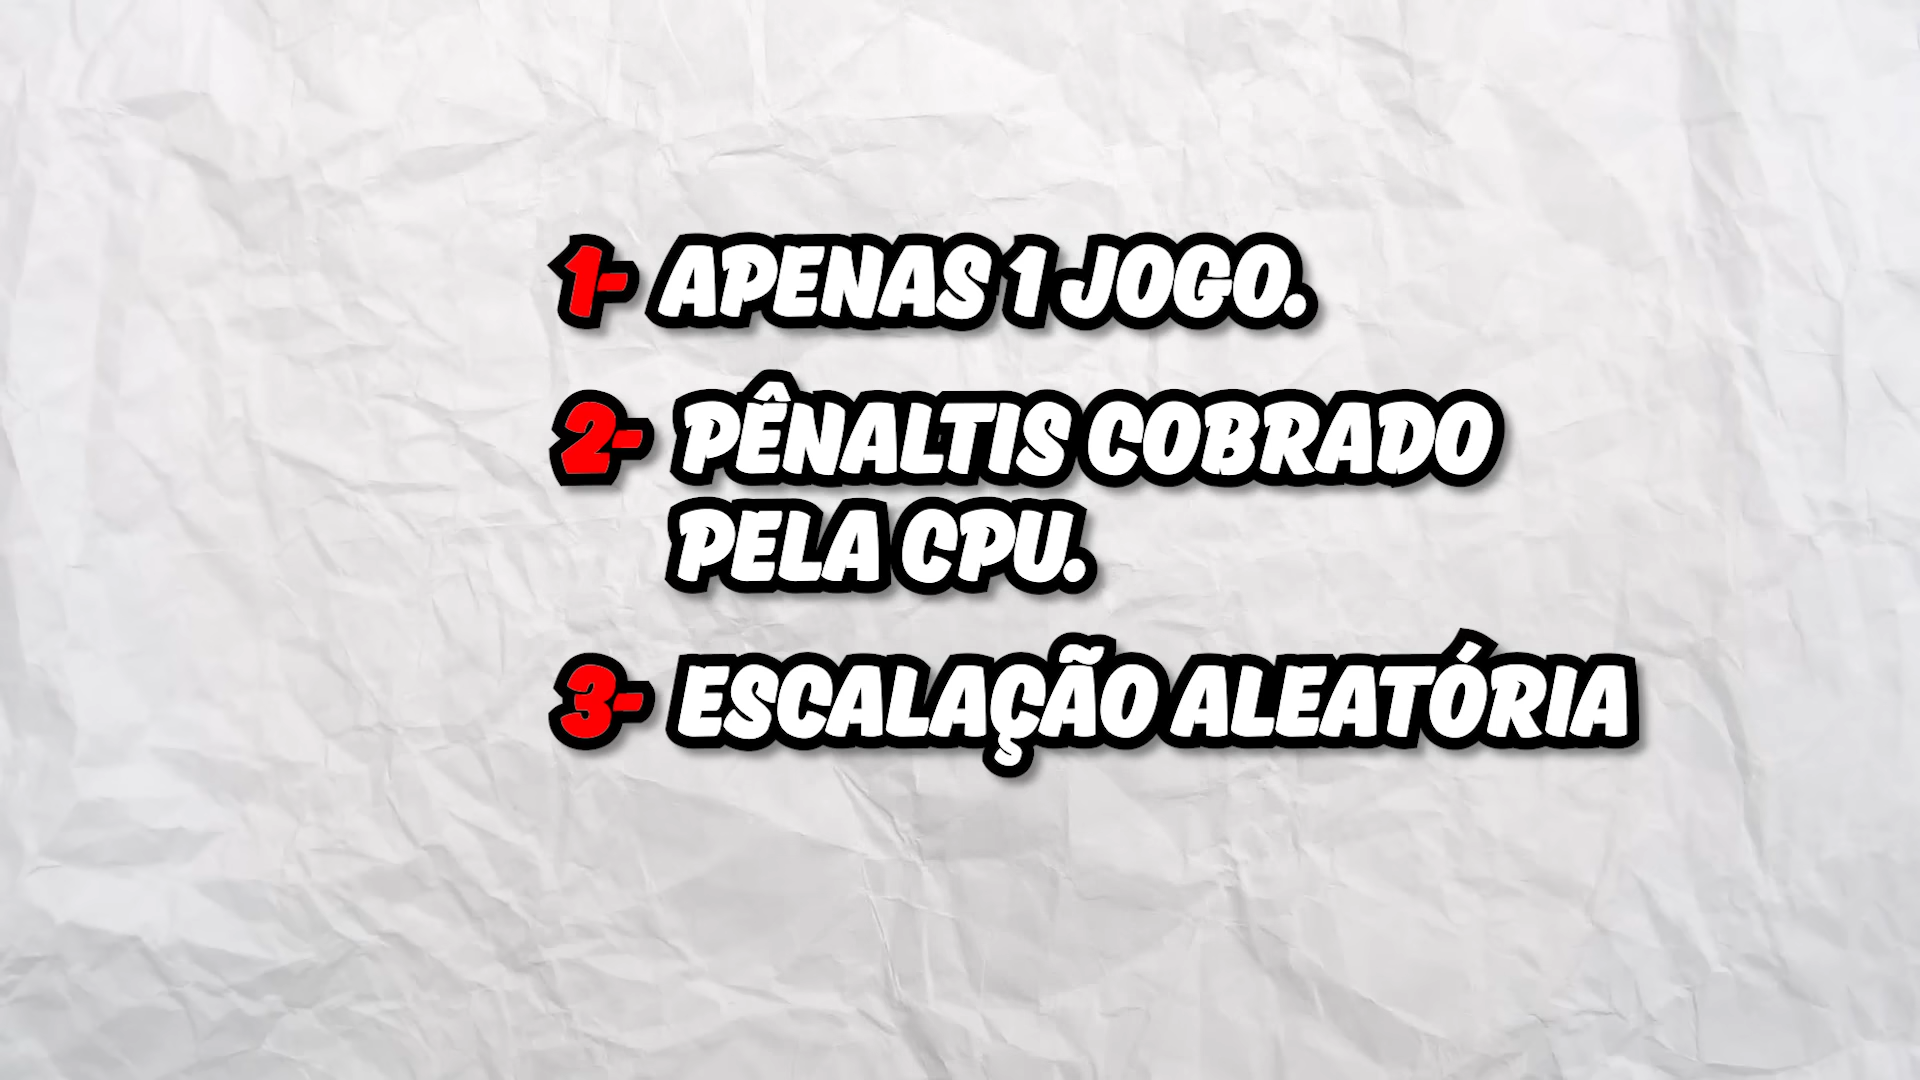 1- APENAS 1 JOGO.
2- PÊNALTIS COBRADO
PELA CPU.
3- ESCALAÇÃO ALEATÓRIA